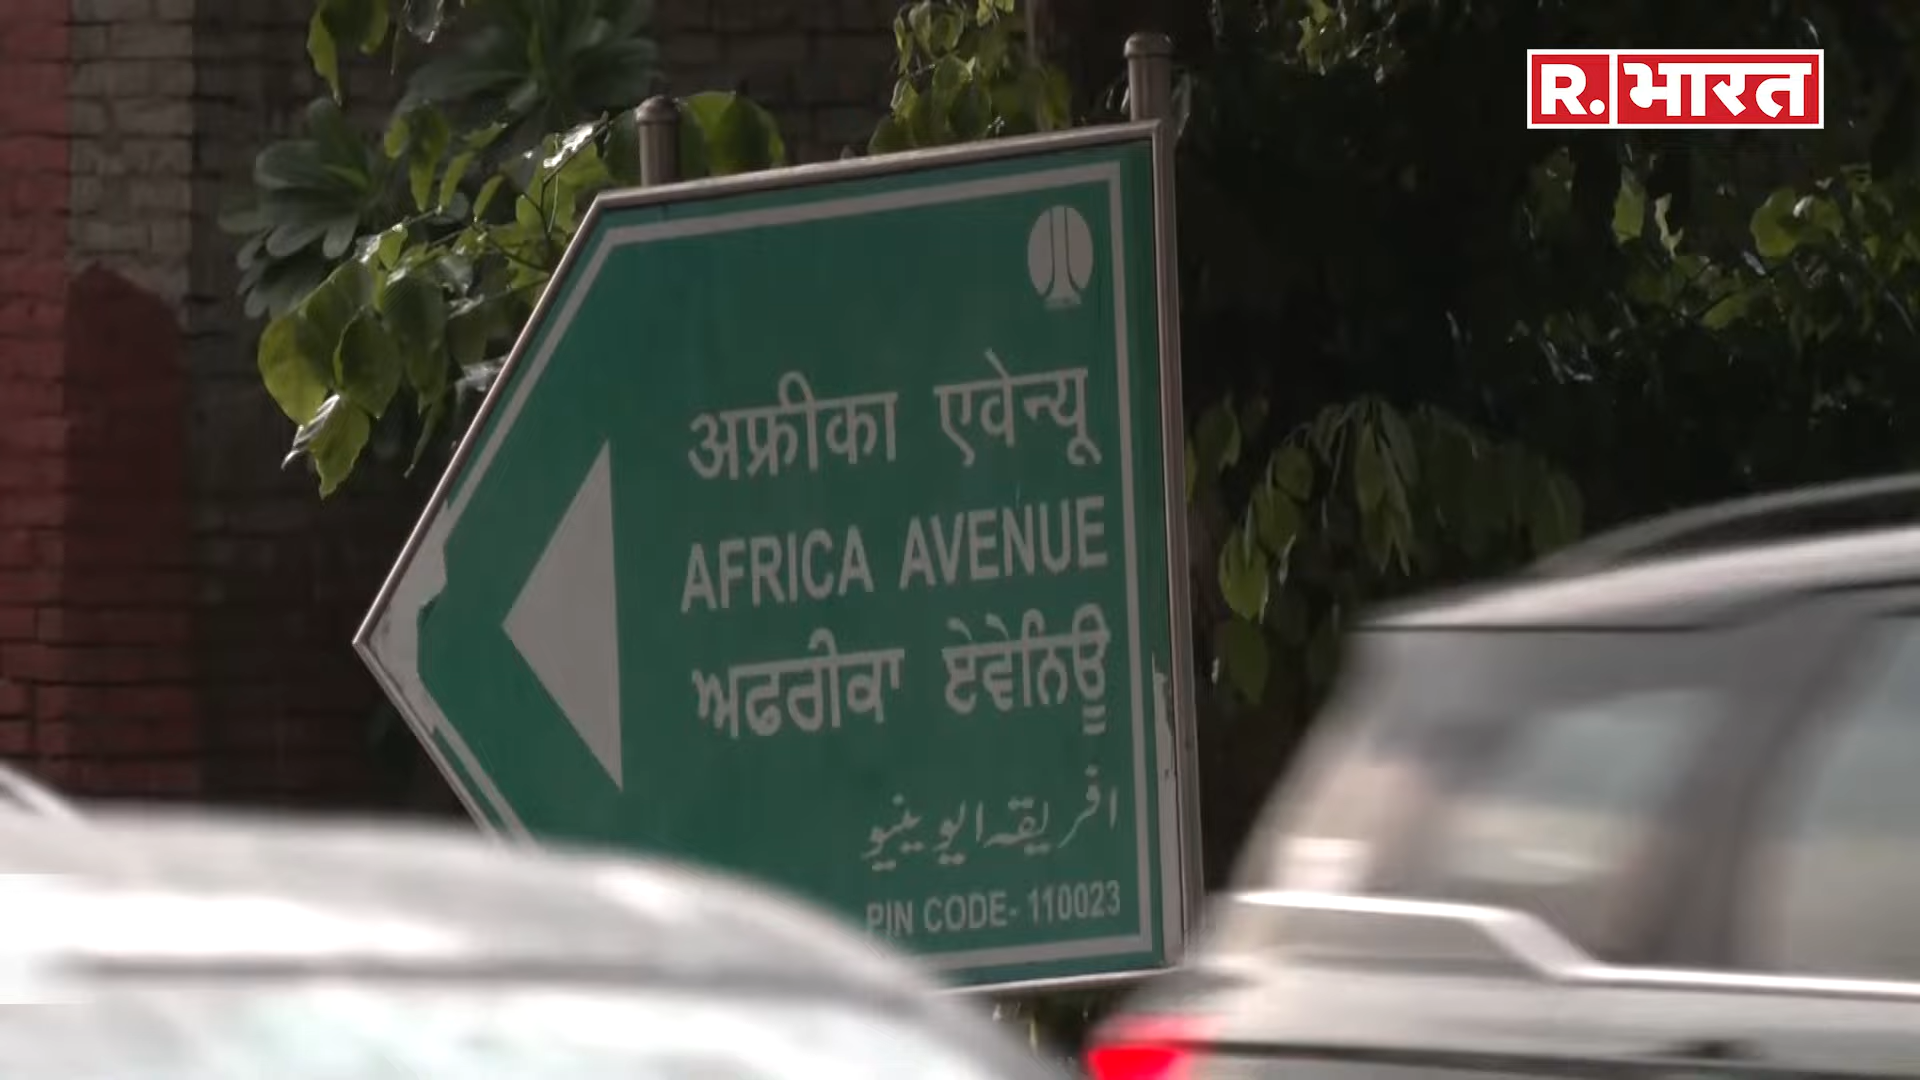 R. भारत
अफ्रीका एवेन्यू
AFRICA AVENUE
ਅਫਰੀਕਾ ਏਵੇਨਿਊ
افریقہ ایوینیو
PIN CODE- 110023